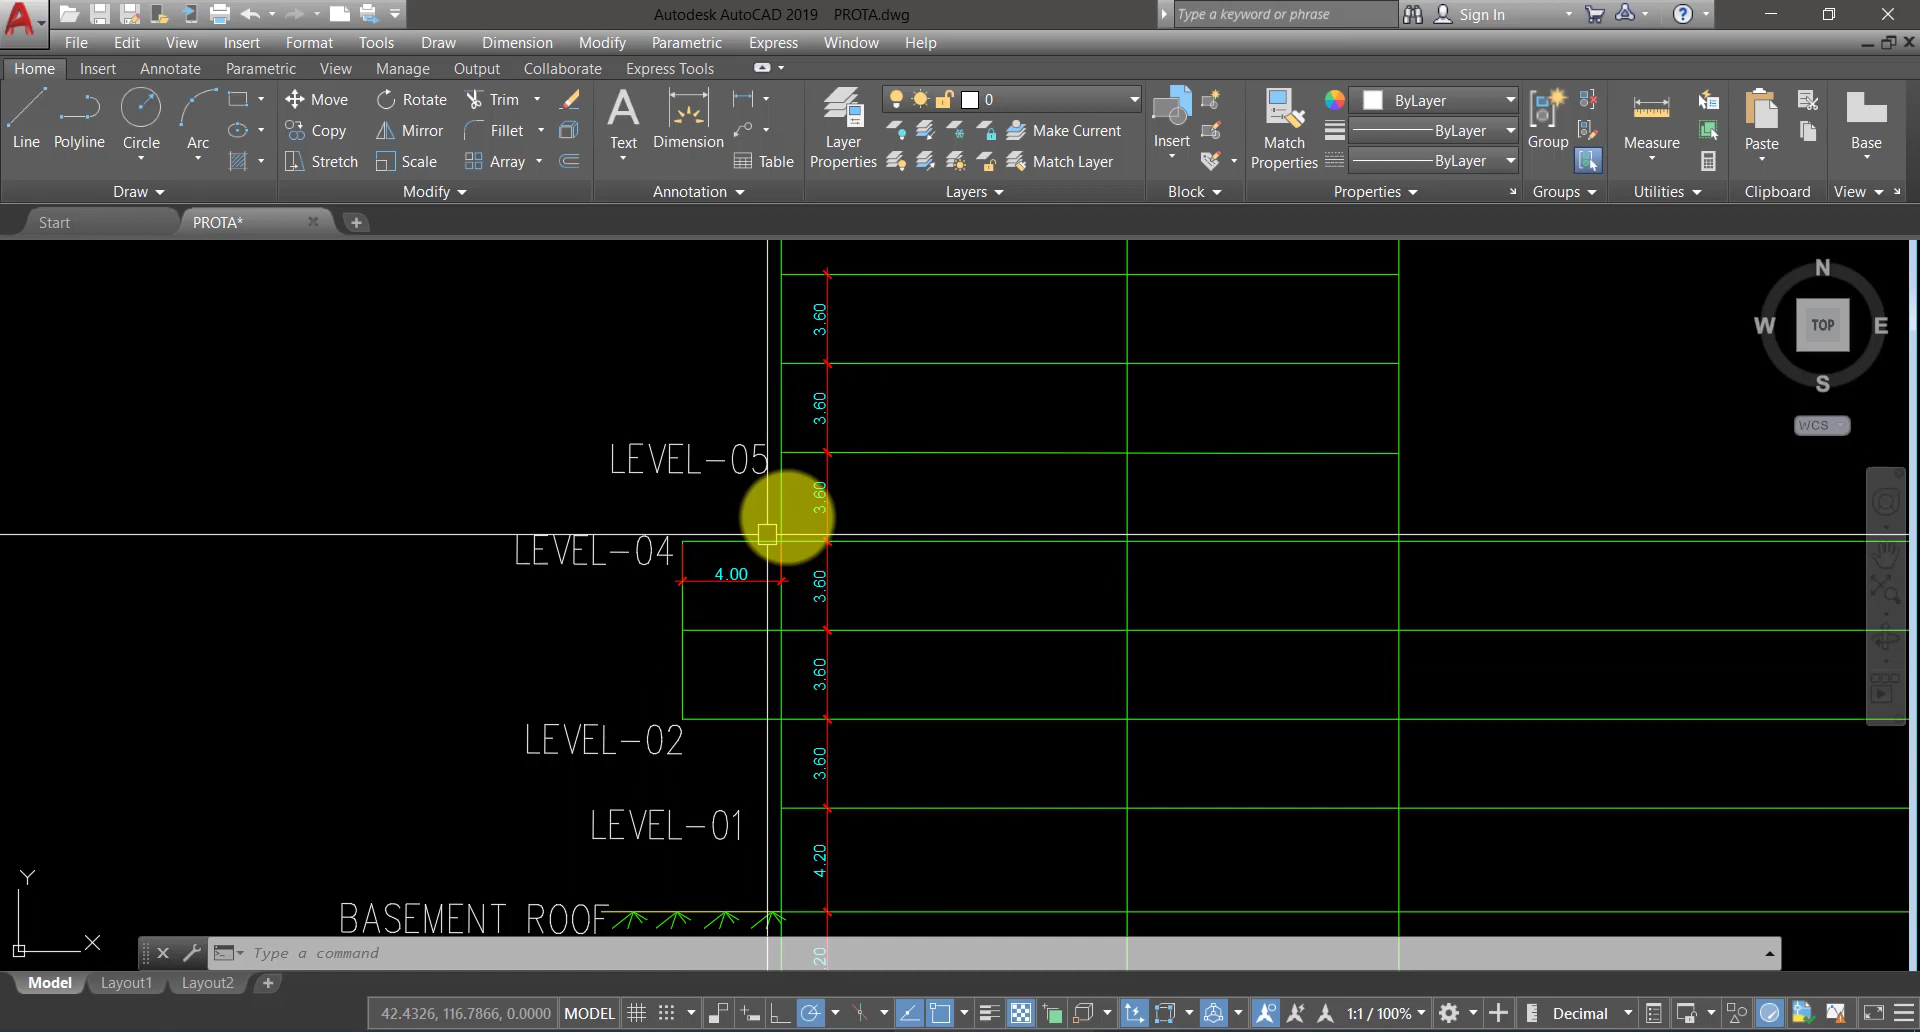 Autodesk AutoCAD 2019 PROTA.dwg
Type a keyword or phrase
Sign In
File Edit View Insert Format Tools Draw Dimension Modify Parametric Express Window Help
Home Insert Annotate Parametric View Manage Output Collaborate Express Tools
Line Polyline Circle Arc
Move Rotate Trim
Copy Mirror Fillet
Stretch Scale Array
Text Dimension Table
Layer Properties
0
Make Current
Match Layer
Insert
Match Properties
ByLayer
ByLayer
ByLayer
Group
Measure
Paste
Base
Draw Modify Annotation Layers Block Properties Groups Utilities Clipboard View
Start PROTA*
N
W TOP E
S
WCS
3.60
3.60
LEVEL-05
3.60
LEVEL-04
4.00
3.60
3.60
LEVEL-02
3.60
LEVEL-01
4.20
BASEMENT ROOF
.20
Y
X
Type a command
Model Layout1 Layout2
42.4326, 116.7866, 0.0000 MODEL 1:1 / 100% Decimal